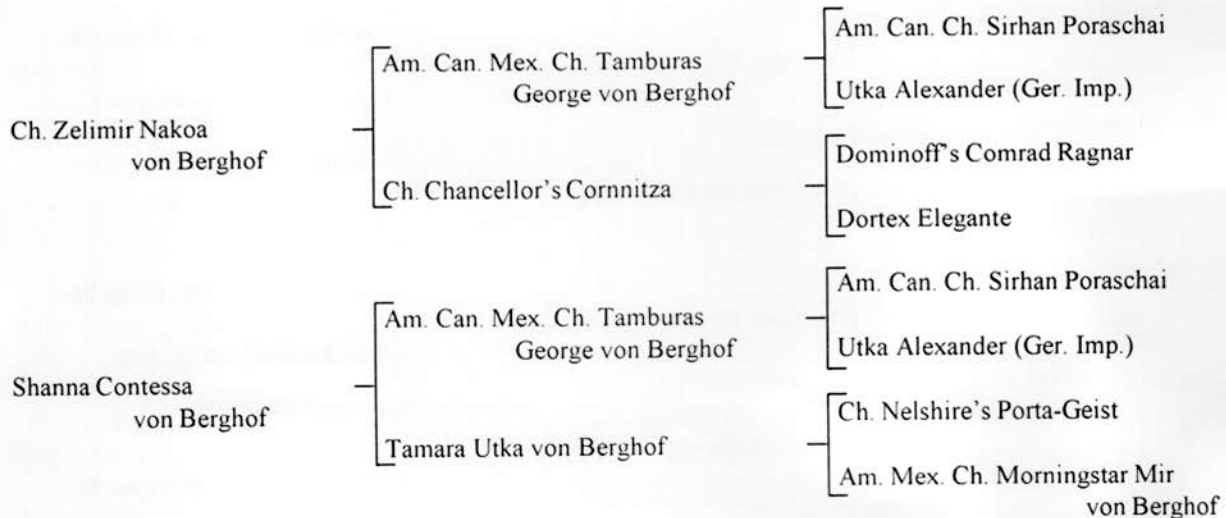 Am. Can. Ch. Sirhan Poraschai
Am. Can. Mex. Ch. Tamburas
George von Berghof
Utka Alexander (Ger. Imp.)
Ch. Zelimir Nakoa
von Berghof
Dominoff's Comrad Ragnar
Ch. Chancellor's Cornnitza
Dortex Elegante
Am. Can. Ch. Sirhan Poraschai
Am. Can. Mex. Ch. Tamburas
George von Berghof
Utka Alexander (Ger. Imp.)
Shanna Contessa
von Berghof
Ch. Nelshire's Porta-Geist
Tamara Utka von Berghof
Am. Mex. Ch. Morningstar Mir
von Berghof